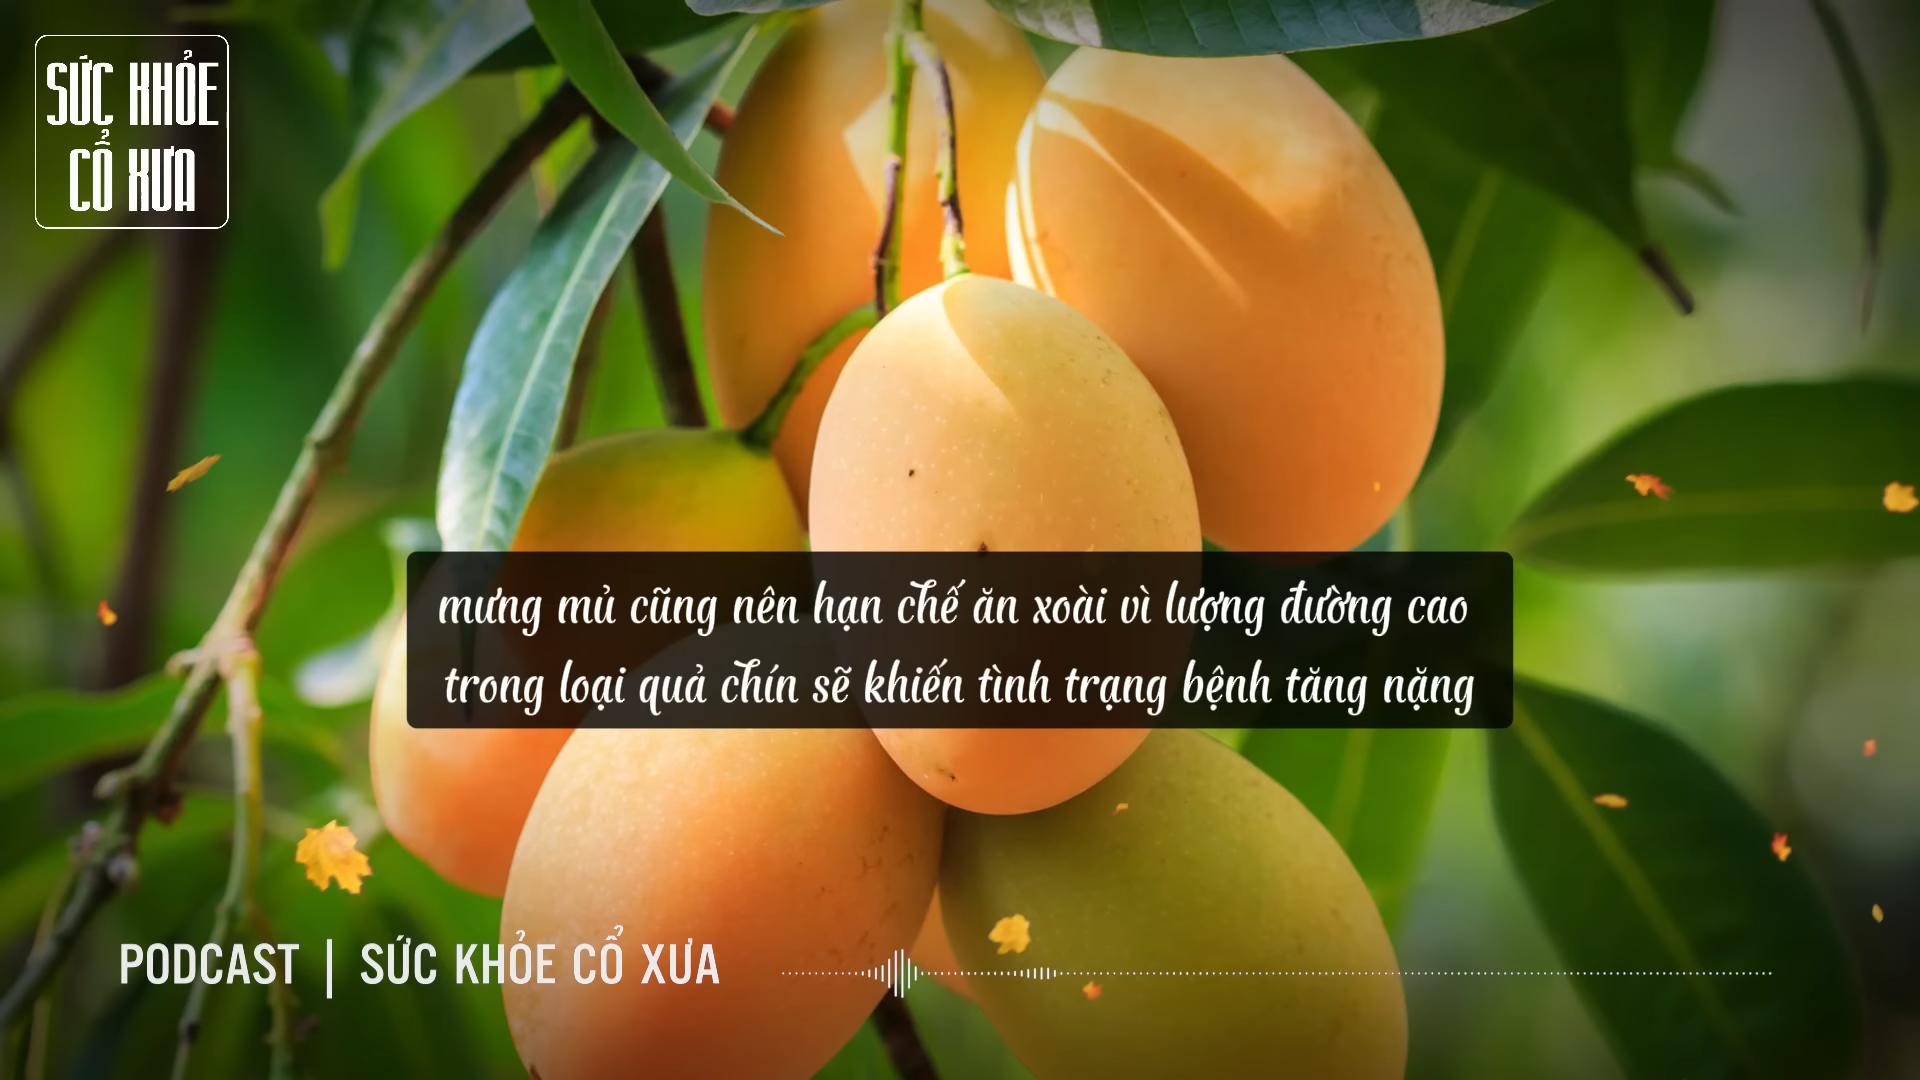 SỨC KHỎE
CỔ XƯA
mưng mủ cũng nên hạn chế ăn xoài vì lượng đường cao
trong loại quả chín sẽ khiến tình trạng bệnh tăng nặng
PODCAST | SỨC KHỎE CỔ XƯA